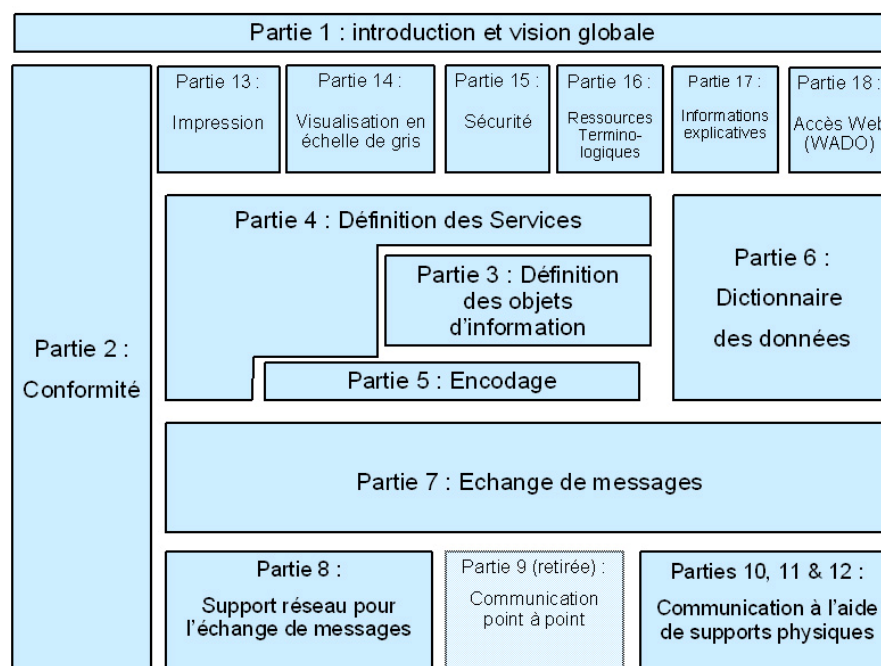 Partie 1 : introduction et vision globale
Partie 2 :
Conformité
Partie 13 :
Impression
Partie 14 :
Visualisation en
échelle de gris
Partie 15 :
Sécurité
Partie 16 :
Ressources
Termino-
logiques
Partie 17 :
Informations
explicatives
Partie 18 :
Accès Web
(WADO)
Partie 4 : Définition des Services
Partie 3 : Définition
des objets
d'information
Partie 5 : Encodage
Partie 6 :
Dictionnaire
des données
Partie 7 : Echange de messages
Partie 8 :
Support réseau pour
l'échange de messages
Partie 9 (retirée) :
Communication
point à point
Parties 10, 11 & 12 :
Communication à l'aide
de supports physiques